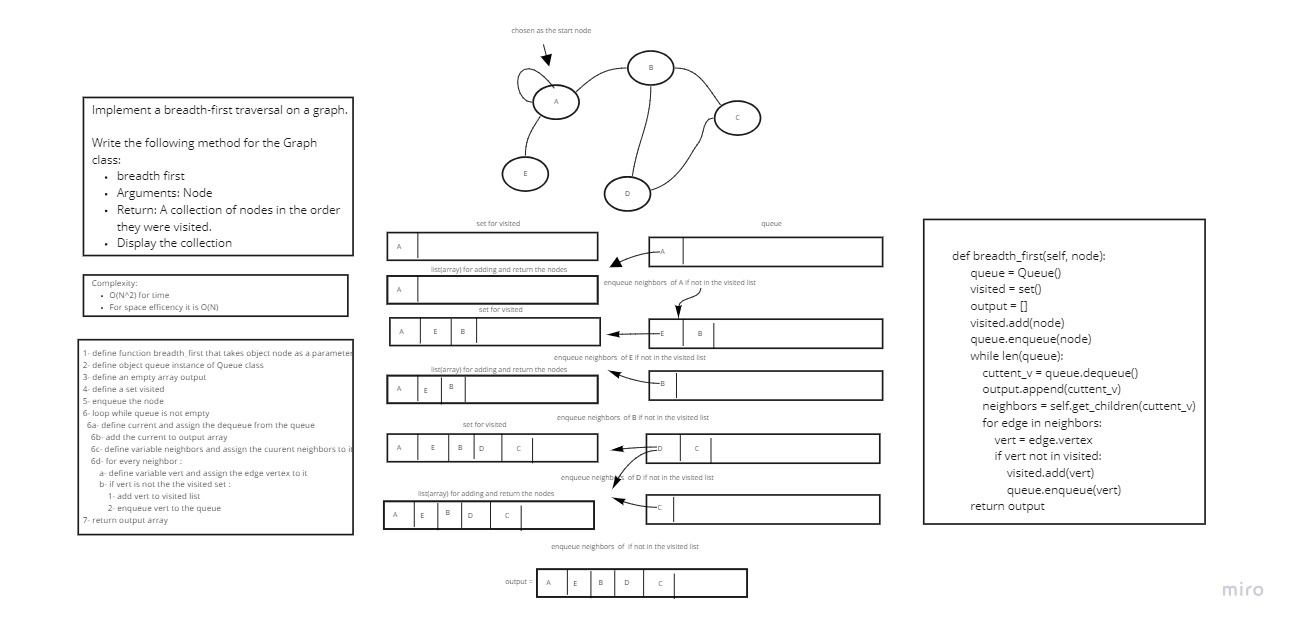 chosen as the start node
A
B
C
E
D
Implement a breadth-first traversal on a graph.
Write the following method for the Graph
class:
• breadth first
• Arguments: Node
• Return: A collection of nodes in the order
they were visited.
• Display the collection
Complexity:
• O(N^2) for time
• For space efficency it is O(N)
1- define function breadth_first that takes object node as a parameter
2- define object queue instance of Queue class
3- define an empty array output
4- define a set visited
5- enqueue the node
6- loop while queue is not empty
6a- define current and assign the dequeue from the queue
6b- add the current to output array
6c- define variable neighbors and assign the cuurent neighbors to it
6d- for every neighbor :
a- define variable vert and assign the edge vertex to it
b- if vert is not the the visited set :
1- add vert to visited list
2- enqueue vert to the queue
7- return output array
set for visited
queue
A
A
list(array) for adding and return the nodes
A
enqueue neighbors of A if not in the visited list
set for visited
A E B
E B
enqueue neighbors of E if not in the visited list
list(array) for adding and return the nodes
A E B
B
enqueue neighbors of B if not in the visited list
set for visited
A E B D C
D C
enqueue neighbors of D if not in the visited list
list(array) for adding and return the nodes
A E B D C
C
enqueue neighbors of if not in the visited list
output = A E B D C
def breadth_first(self, node):
queue = Queue()
visited = set()
output = []
visited.add(node)
queue.enqueue(node)
while len(queue):
cuttent_v = queue.dequeue()
output.append(cuttent_v)
neighbors = self.get_children(cuttent_v)
for edge in neighbors:
vert = edge.vertex
if vert not in visited:
visited.add(vert)
queue.enqueue(vert)
return output
miro